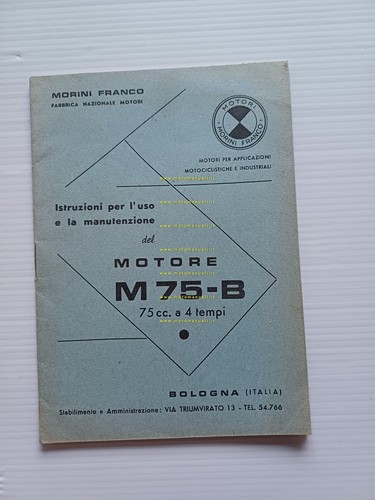 MORINI FRANCO
FABBRICA NAZIONALE MOTORI
MOTORI
MORINI FRANCO
MOTORI PER APPLICAZIONI
MOTOCICLISTICHE E INDUSTRIALI
Istruzioni per l'uso
e la manutenzione
del
MOTORE
M 75-B
75 cc. a 4 tempi
BOLOGNA (ITALIA)
Stabilimento e Amministrazione: VIA TRIUMVIRATO 13 - TEL. 54.766